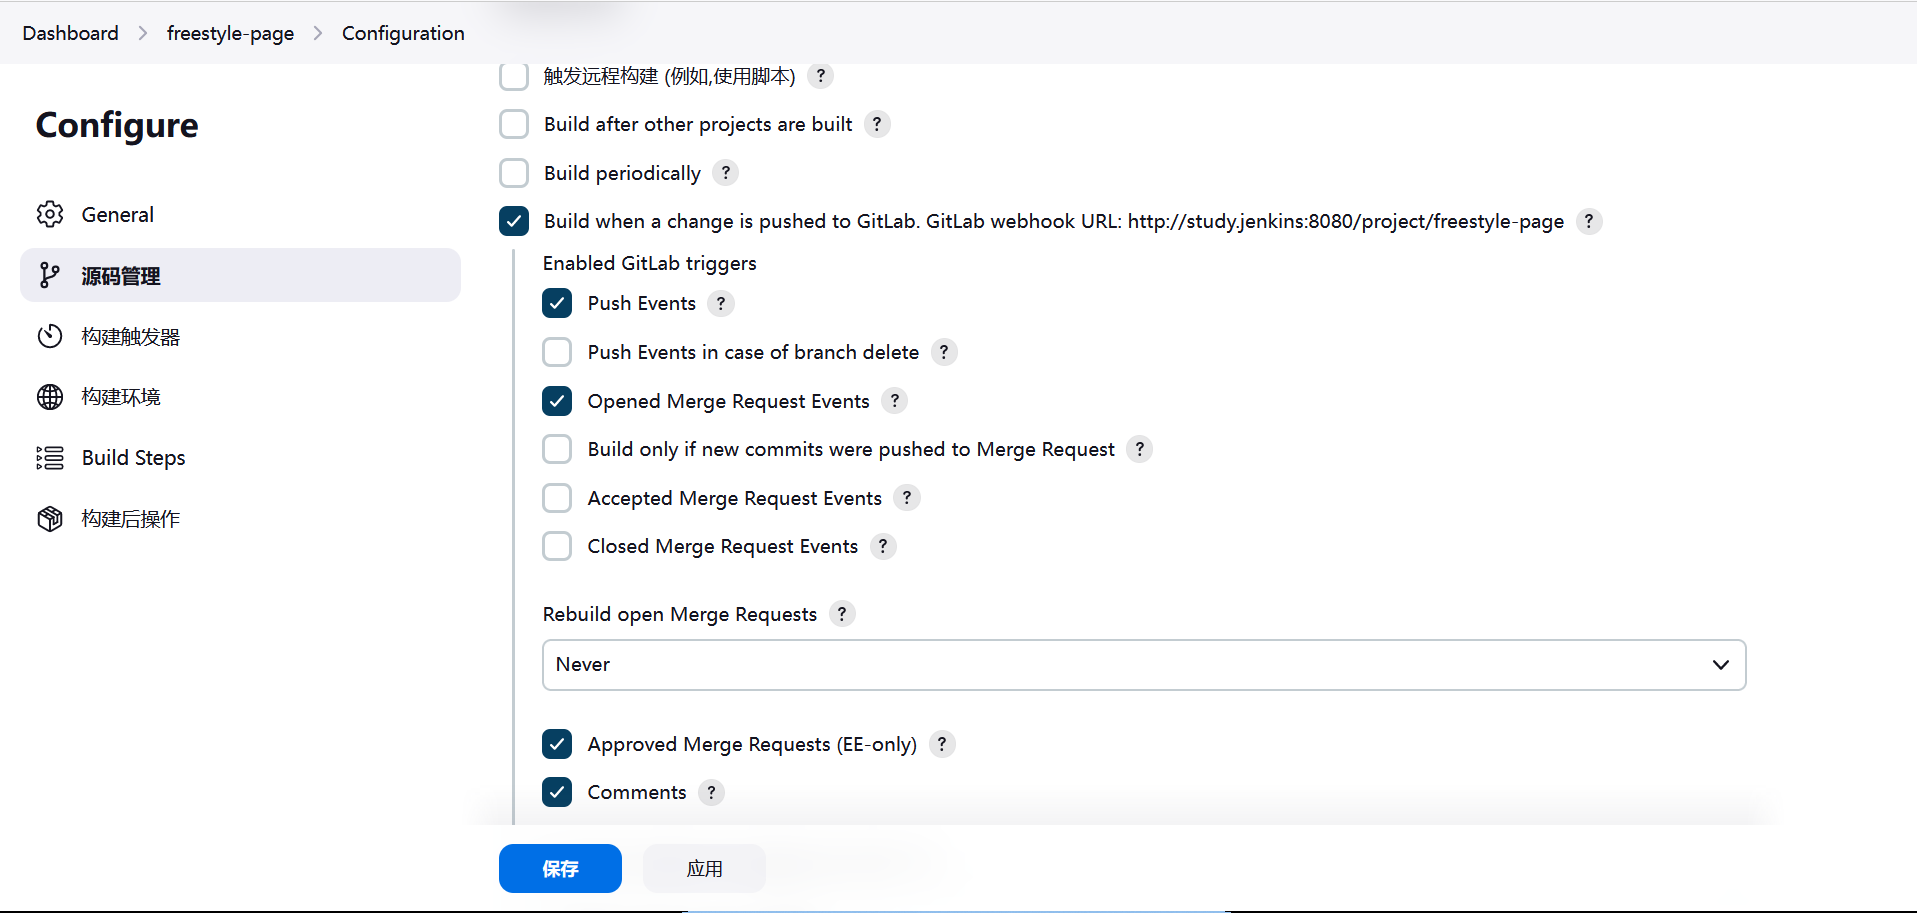 Dashboard > freestyle-page > Configuration
Configure
General
源码管理
构建触发器
构建环境
Build Steps
构建后操作
触发远程构建 (例如,使用脚本) ?
Build after other projects are built ?
Build periodically ?
Build when a change is pushed to GitLab. GitLab webhook URL: http://study.jenkins:8080/project/freestyle-page ?
Enabled GitLab triggers
Push Events ?
Push Events in case of branch delete ?
Opened Merge Request Events ?
Build only if new commits were pushed to Merge Request ?
Accepted Merge Request Events ?
Closed Merge Request Events ?
Rebuild open Merge Requests ?
Never
Approved Merge Requests (EE-only) ?
Comments ?
保存
应用